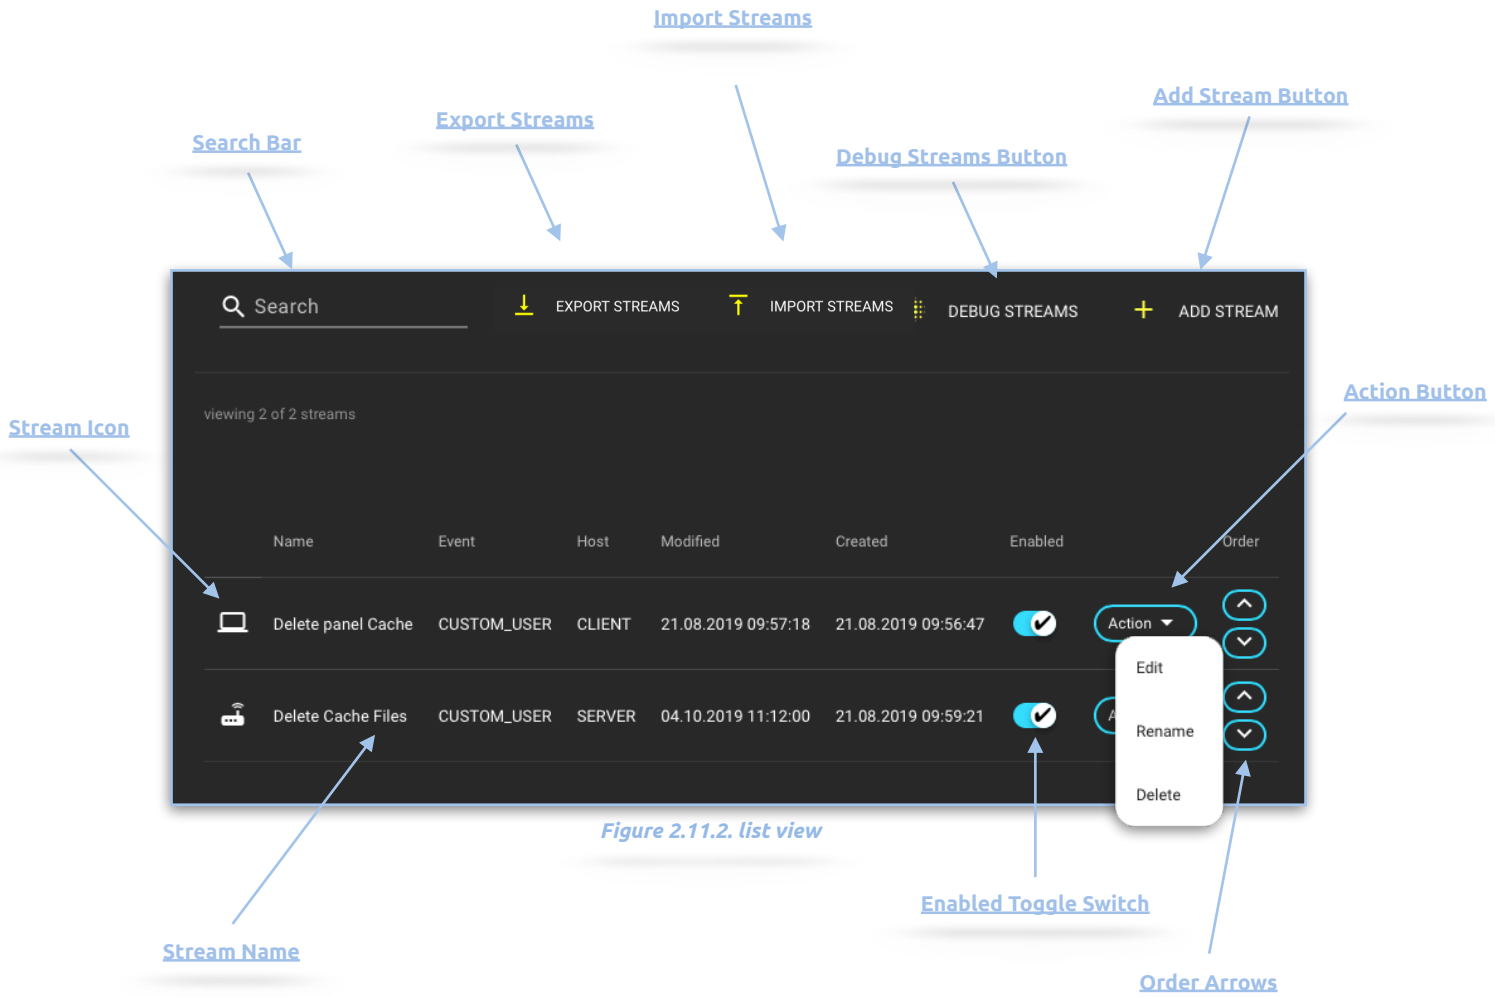 Import Streams
Add Stream Button
Export Streams
Search Bar
Debug Streams Button
Search
EXPORT STREAMS
IMPORT STREAMS
DEBUG STREAMS
ADD STREAM
Action Button
viewing 2 of 2 streams
Stream Icon
Name Event Host Modified Created Enabled Order
Delete panel Cache CUSTOM_USER CLIENT 21.08.2019 09:57:18 21.08.2019 09:56:47 Action
Edit
Delete Cache Files CUSTOM_USER SERVER 04.10.2019 11:12:00 21.08.2019 09:59:21 A
Rename
Delete
Figure 2.11.2. list view
Enabled Toggle Switch
Stream Name
Order Arrows